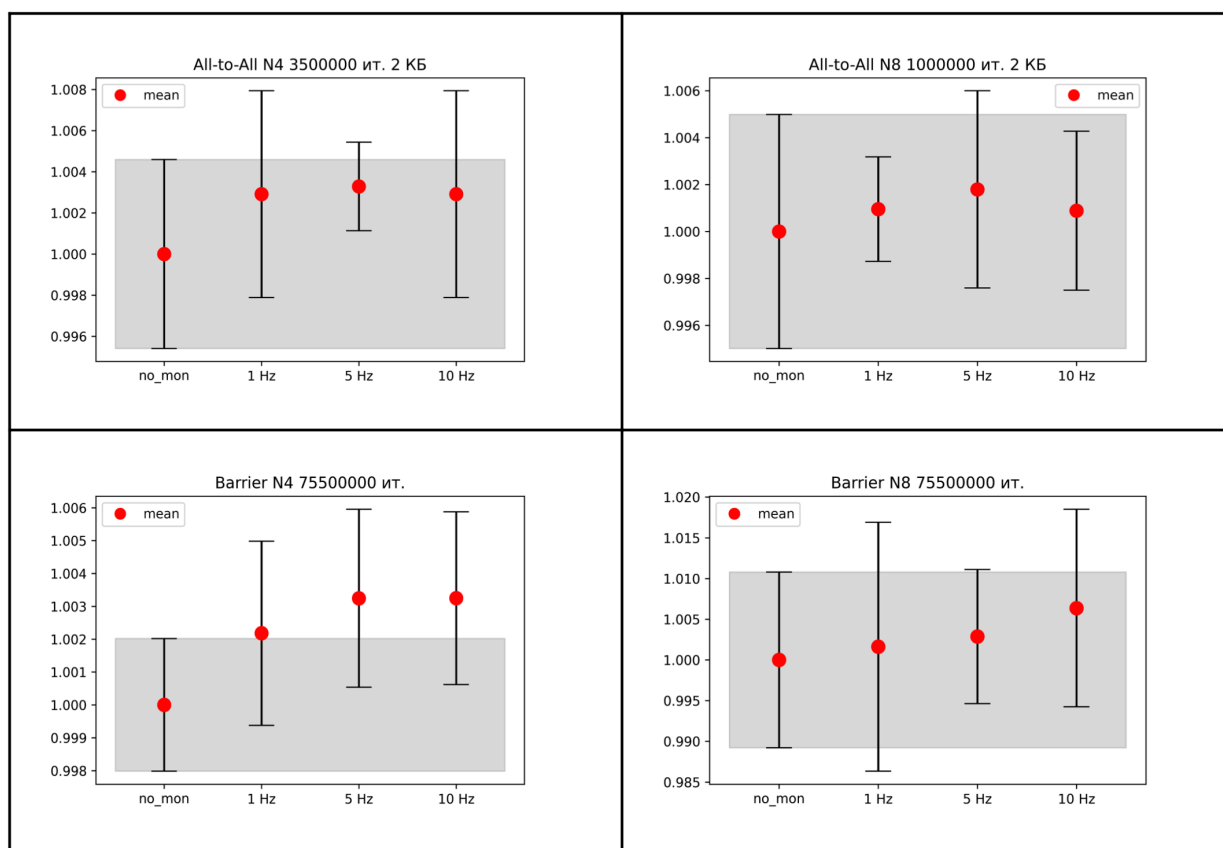 All-to-All N4 3500000 ит. 2 КБ
mean
1.008
1.006
1.004
1.002
1.000
0.998
0.996
no_mon 1 Hz 5 Hz 10 Hz
All-to-All N8 1000000 ит. 2 КБ
mean
1.006
1.004
1.002
1.000
0.998
0.996
no_mon 1 Hz 5 Hz 10 Hz
Barrier N4 75500000 ит.
mean
1.006
1.005
1.004
1.003
1.002
1.001
1.000
0.999
0.998
no_mon 1 Hz 5 Hz 10 Hz
Barrier N8 75500000 ит.
mean
1.020
1.015
1.010
1.005
1.000
0.995
0.990
0.985
no_mon 1 Hz 5 Hz 10 Hz